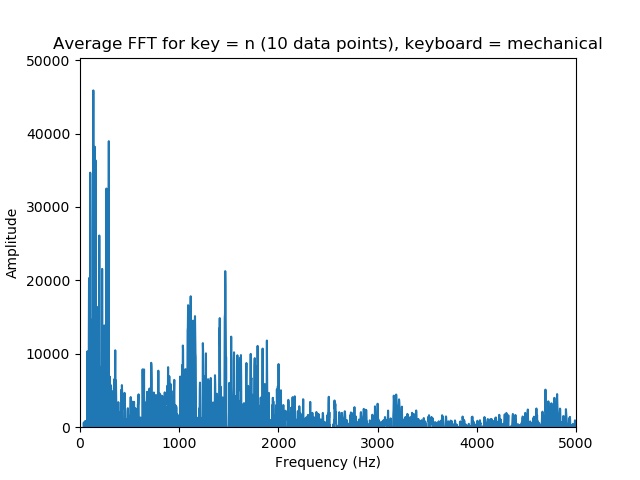 Average FFT for key = n (10 data points), keyboard = mechanical
50000
40000
30000
20000
10000
0
Amplitude
0 1000 2000 3000 4000 5000
Frequency (Hz)